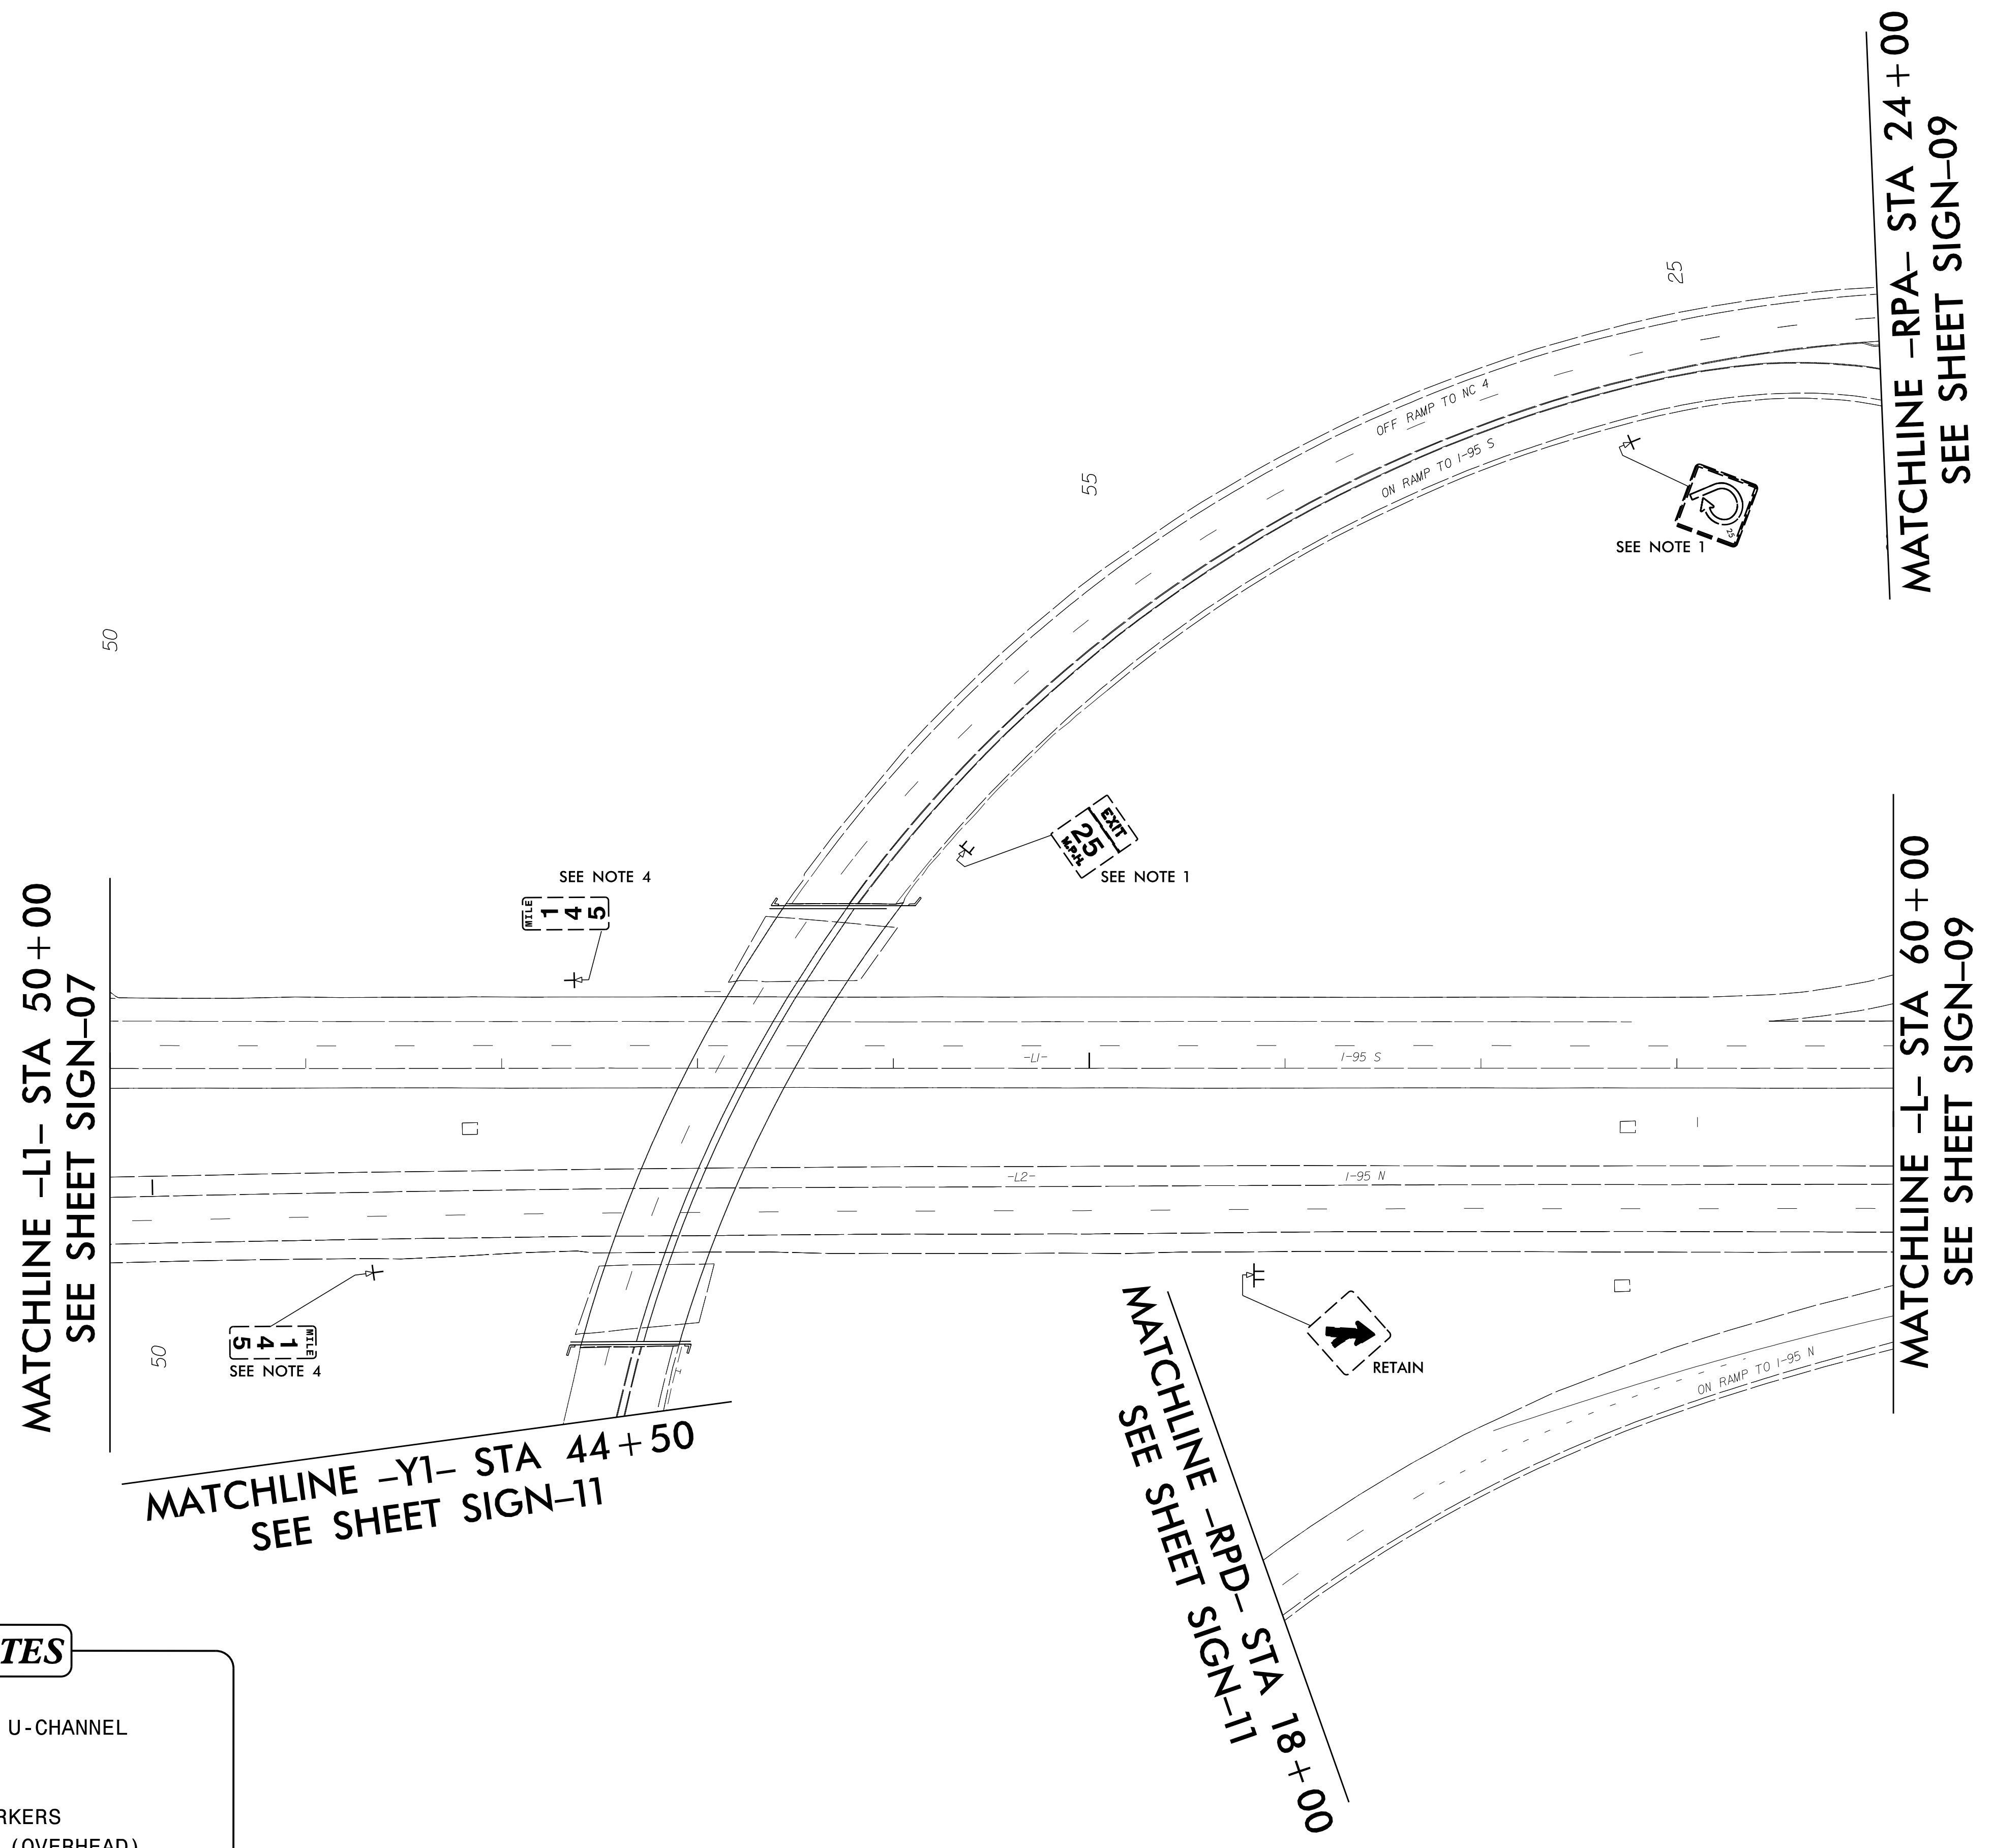 MATCHLINE -RPA- STA 24+00
SEE SHEET SIGN-09
25
OFF RAMP TO NC 4
ON RAMP TO I-95 S
55
25
SEE NOTE 1
50
EXIT
25
M.P.H.
SEE NOTE 1
SEE NOTE 4
MILE
1
4
5
MATCHLINE -L1- STA 50+00
SEE SHEET SIGN-07
-L1-
I-95 S
-L2-
I-95 N
MATCHLINE -L- STA 60+00
SEE SHEET SIGN-09
MILE
1
4
5
SEE NOTE 4
50
RETAIN
ON RAMP TO I-95 N
MATCHLINE -Y1- STA 44+50
SEE SHEET SIGN-11
MATCHLINE -RPD- STA 18+00
SEE SHEET SIGN-11
TES
U-CHANNEL
RKERS
(OVERHEAD)